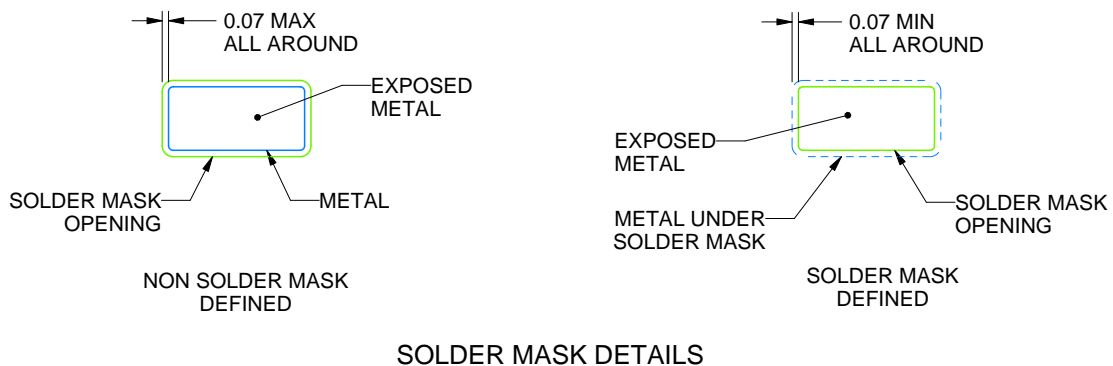 0.07 MAX
ALL AROUND
EXPOSED
METAL
SOLDER MASK
OPENING
METAL
NON SOLDER MASK
DEFINED
0.07 MIN
ALL AROUND
EXPOSED
METAL
METAL UNDER
SOLDER MASK
SOLDER MASK
OPENING
SOLDER MASK
DEFINED
SOLDER MASK DETAILS